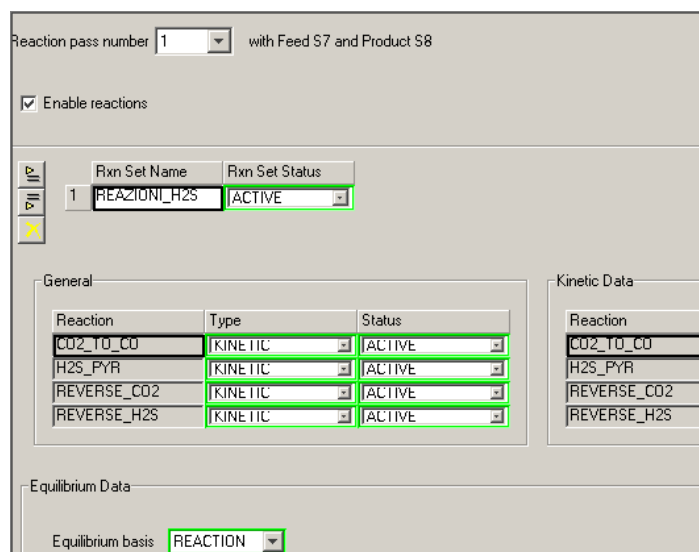 Reaction pass number 1 with Feed S7 and Product S8
Enable reactions
Rxn Set Name Rxn Set Status
1 REAZIONI_H2S ACTIVE
General Kinetic Data
Reaction Type Status Reaction
CO2_TO_CO KINETIC ACTIVE CO2_TO_CO
H2S_PYR KINETIC ACTIVE H2S_PYR
REVERSE_CO2 KINETIC ACTIVE REVERSE_CO2
REVERSE_H2S KINETIC ACTIVE REVERSE_H2S
Equilibrium Data
Equilibrium basis REACTION